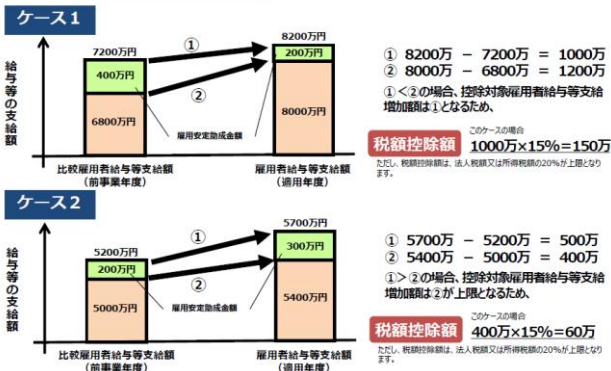 ケース1
給与等の支給額
7200万円
400万円
6800万円
①
②
雇用安定助成金額
8200万円
200万円
8000万円
比較雇用者給与等支給額
(前事業年度)
雇用者給与等支給額
(適用年度)
① 8200万 － 7200万 = 1000万
② 8000万 － 6800万 = 1200万
①<②の場合、控除対象雇用者給与等支給
増加額は①となるため、
このケースの場合
税額控除額 1000万×15%=150万
ただし、税額控除額は、法人税額又は所得税額の20%が上限となり
ます。
ケース2
給与等の支給額
5200万円
200万円
5000万円
①
②
雇用安定助成金額
5700万円
300万円
5400万円
比較雇用者給与等支給額
(前事業年度)
雇用者給与等支給額
(適用年度)
① 5700万 － 5200万 = 500万
② 5400万 － 5000万 = 400万
①>②の場合、控除対象雇用者給与等支給
増加額は②が上限となるため、
このケースの場合
税額控除額 400万×15%=60万
ただし、税額控除額は、法人税額又は所得税額の20%が上限となり
ます。